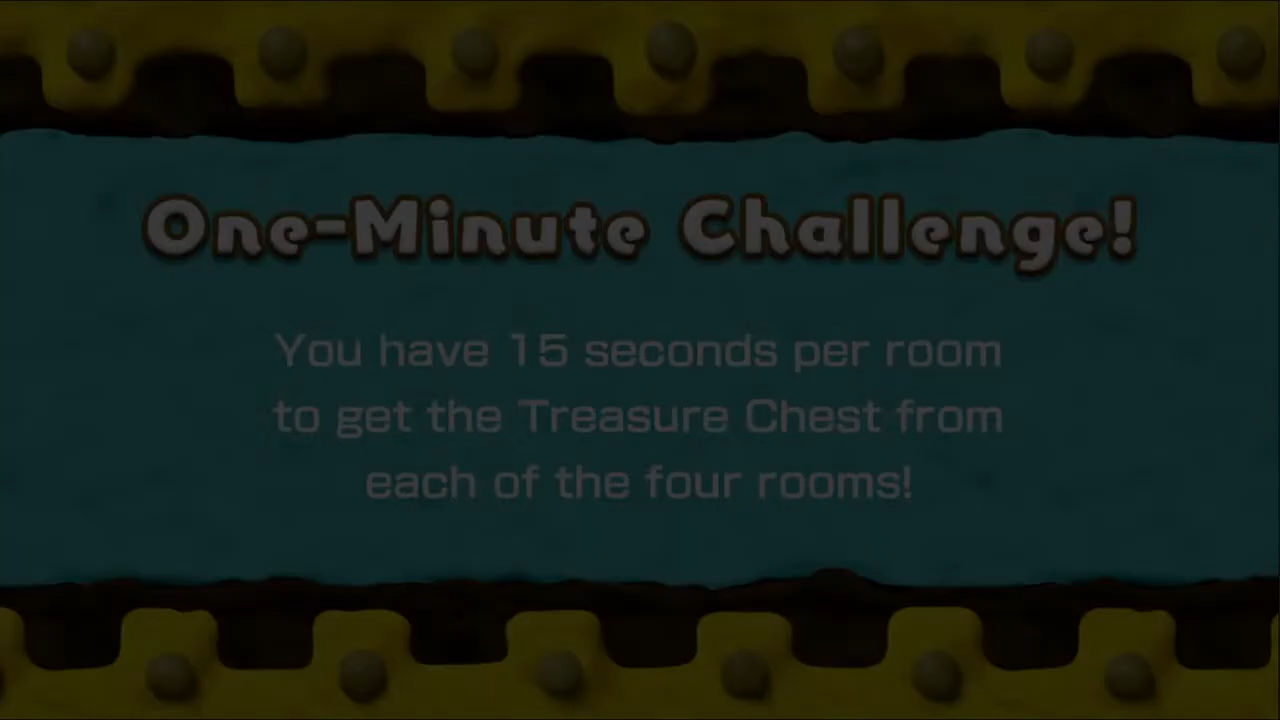 One-Minute Challenge!
You have 15 seconds per room
to get the Treasure Chest from
each of the four rooms!